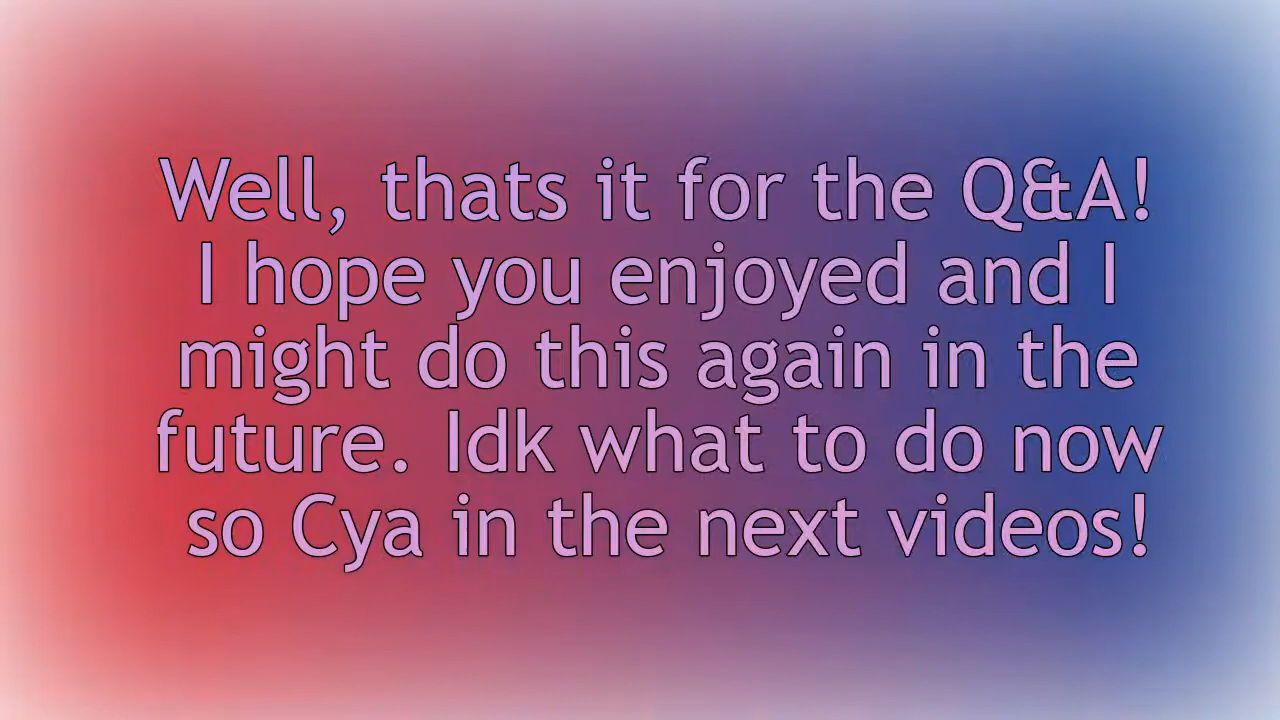 Well, thats it for the Q&A!
I hope you enjoyed and I
might do this again in the
future. Idk what to do now
so Cya in the next videos!